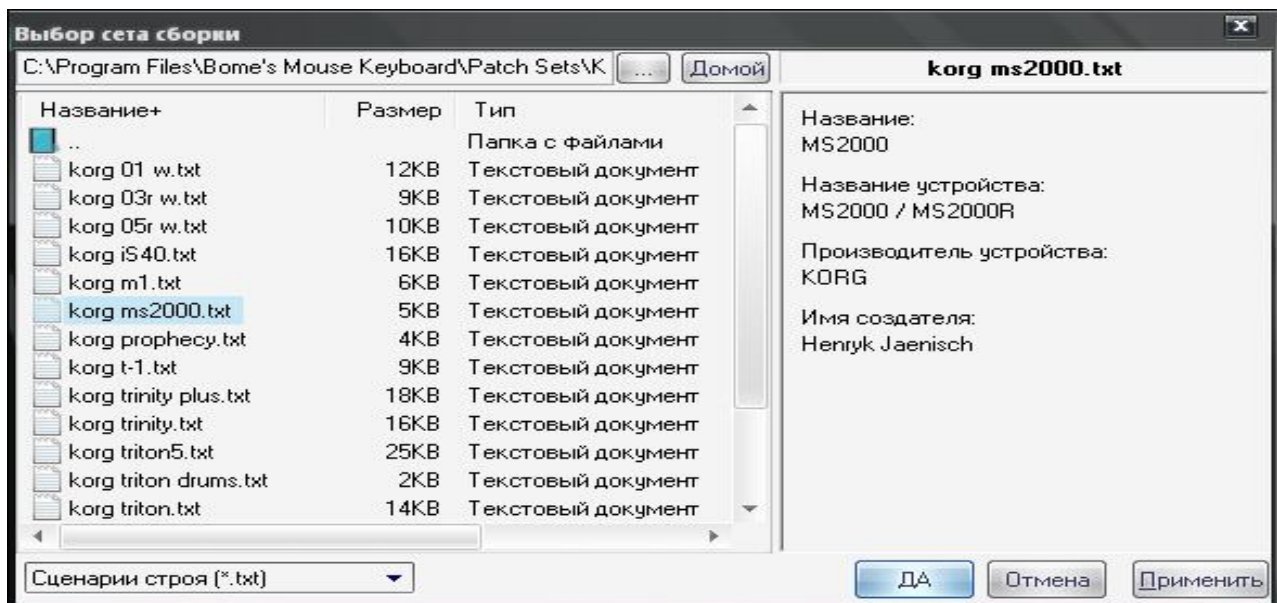 Выбор сета сборки
C:\Program Files\Bome's Mouse Keyboard\Patch Sets\K ... Домой korg ms2000.txt
Название+ Размер Тип
.. Папка с файлами
korg 01 w.txt 12KB Текстовый документ
korg 03r w.txt 9KB Текстовый документ
korg 05r w.txt 10KB Текстовый документ
korg iS40.txt 16KB Текстовый документ
korg m1.txt 6KB Текстовый документ
korg ms2000.txt 5KB Текстовый документ
korg prophecy.txt 4KB Текстовый документ
korg t-1.txt 9KB Текстовый документ
korg trinity plus.txt 18KB Текстовый документ
korg trinity.txt 16KB Текстовый документ
korg triton5.txt 25KB Текстовый документ
korg triton drums.txt 2KB Текстовый документ
korg triton.txt 14KB Текстовый документ
Название:
MS2000
Название устройства:
MS2000 / MS2000R
Производитель устройства:
KORG
Имя создателя:
Henryk Jaenisch
Сценарии строя (*.txt) ДА Отмена Применить